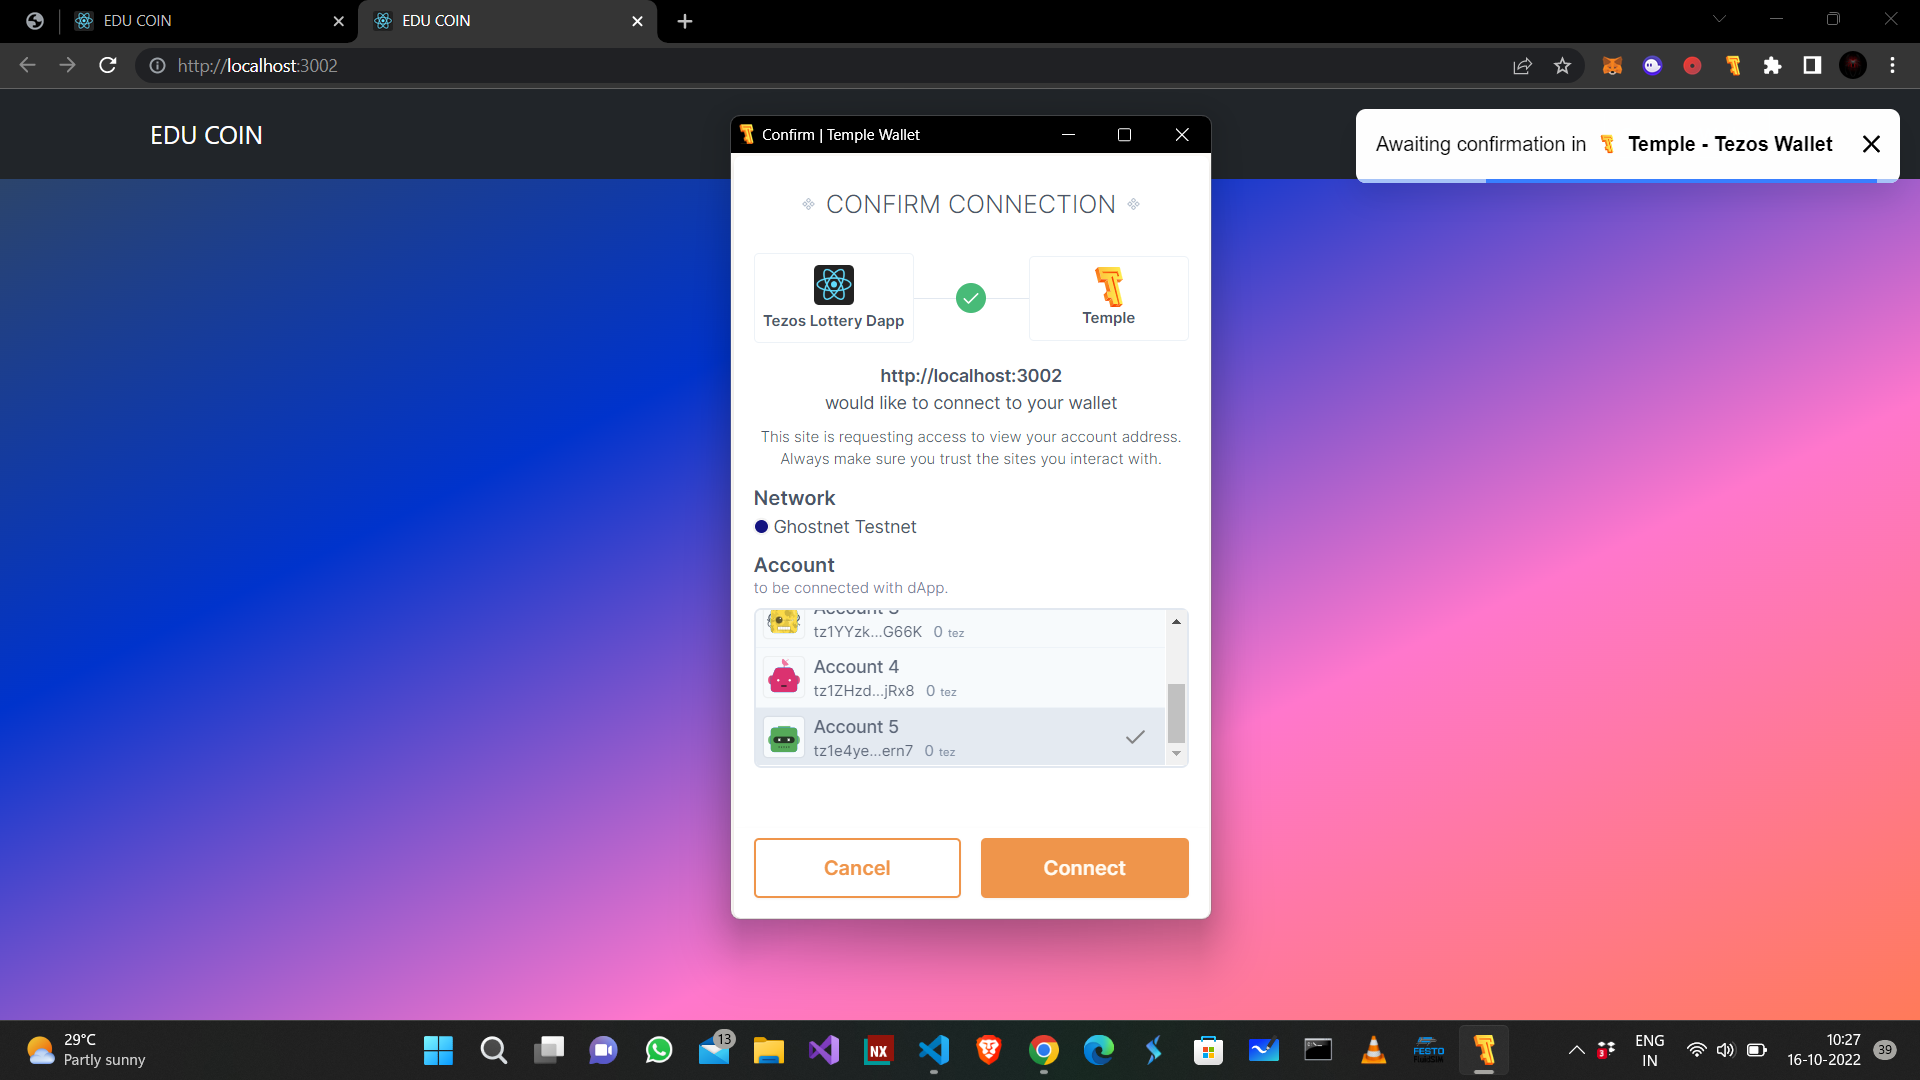 EDU COIN
EDU COIN
http://localhost:3002
EDU COIN
Awaiting confirmation in Temple - Tezos Wallet
Confirm | Temple Wallet
CONFIRM CONNECTION
Tezos Lottery Dapp
Temple
http://localhost:3002
would like to connect to your wallet
This site is requesting access to view your account address.
Always make sure you trust the sites you interact with.
Network
Ghostnet Testnet
Account
to be connected with dApp.
tz1YYzk...G66K 0 tez
Account 4
tz1ZHzd...jRx8 0 tez
Account 5
tz1e4ye...ern7 0 tez
Cancel
Connect
29°C
Partly sunny
13
NX
FESTO
FluidSIM
3
ENG
IN
10:27
16-10-2022
39